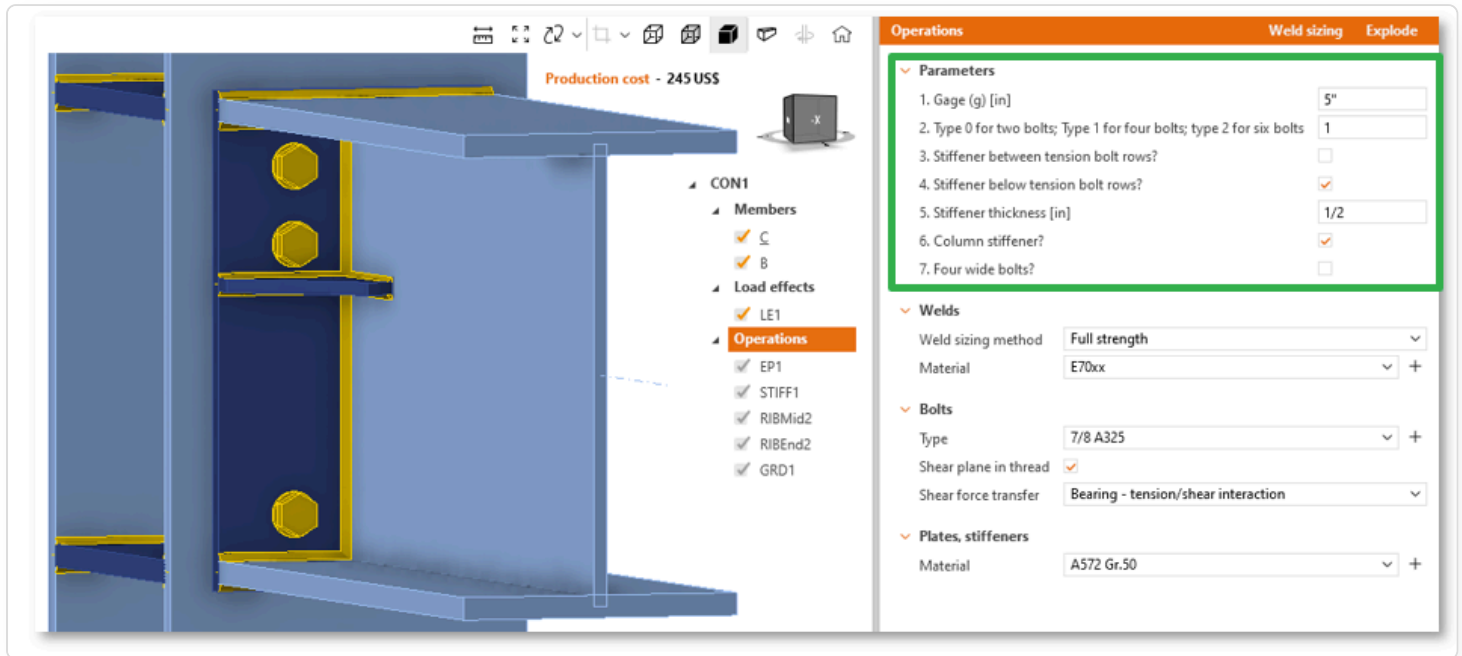 Production cost - 245 US$
-X
CON1
Members
C
B
Load effects
LE1
Operations
EP1
STIFF1
RIBMid2
RIBEnd2
GRD1
Operations Weld sizing Explode
Parameters
1. Gage (g) [in] 5"
2. Type 0 for two bolts; Type 1 for four bolts; type 2 for six bolts 1
3. Stiffener between tension bolt rows?
4. Stiffener below tension bolt rows?
5. Stiffener thickness [in] 1/2
6. Column stiffener?
7. Four wide bolts?
Welds
Weld sizing method Full strength
Material E70xx
Bolts
Type 7/8 A325
Shear plane in thread
Shear force transfer Bearing - tension/shear interaction
Plates, stiffeners
Material A572 Gr.50